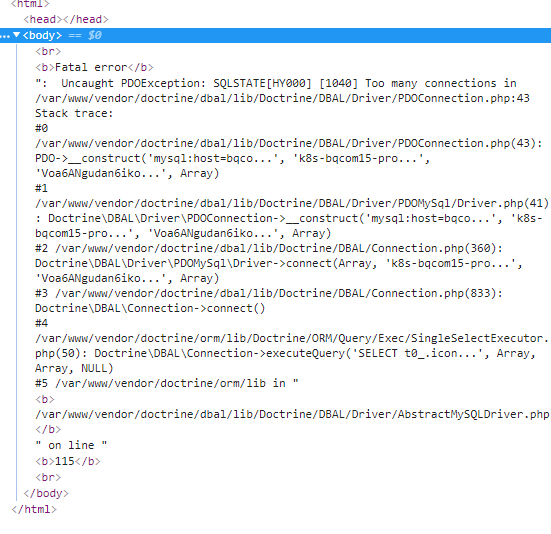 <html>
<head></head>
<body> == $0
<br>
<b>Fatal error</b>
":  Uncaught PDOException: SQLSTATE[HY000] [1040] Too many connections in
/var/www/vendor/doctrine/dbal/lib/Doctrine/DBAL/Driver/PDOConnection.php:43
Stack trace:
#0
/var/www/vendor/doctrine/dbal/lib/Doctrine/DBAL/Driver/PDOConnection.php(43):
PDO->__construct('mysql:host=bqco...', 'k8s-bqcom15-pro...',
'Voa6ANgudan6iko...', Array)
#1
/var/www/vendor/doctrine/dbal/lib/Doctrine/DBAL/Driver/PDOMySql/Driver.php(41)
: Doctrine\DBAL\Driver\PDOConnection->__construct('mysql:host=bqco...', 'k8s-
bqcom15-pro...', 'Voa6ANgudan6iko...', Array)
#2 /var/www/vendor/doctrine/dbal/lib/Doctrine/DBAL/Connection.php(360):
Doctrine\DBAL\Driver\PDOMySql\Driver->connect(Array, 'k8s-bqcom15-pro...',
'Voa6ANgudan6iko...', Array)
#3 /var/www/vendor/doctrine/dbal/lib/Doctrine/DBAL/Connection.php(833):
Doctrine\DBAL\Connection->connect()
#4
/var/www/vendor/doctrine/orm/lib/Doctrine/ORM/Query/Exec/SingleSelectExecutor.
php(50): Doctrine\DBAL\Connection->executeQuery('SELECT t0_.icon...', Array,
Array, NULL)
#5 /var/www/vendor/doctrine/orm/lib in "
<b>
/var/www/vendor/doctrine/dbal/lib/Doctrine/DBAL/Driver/AbstractMySQLDriver.php
</b>
" on line "
<b>115</b>
<br>
</body>
</html>